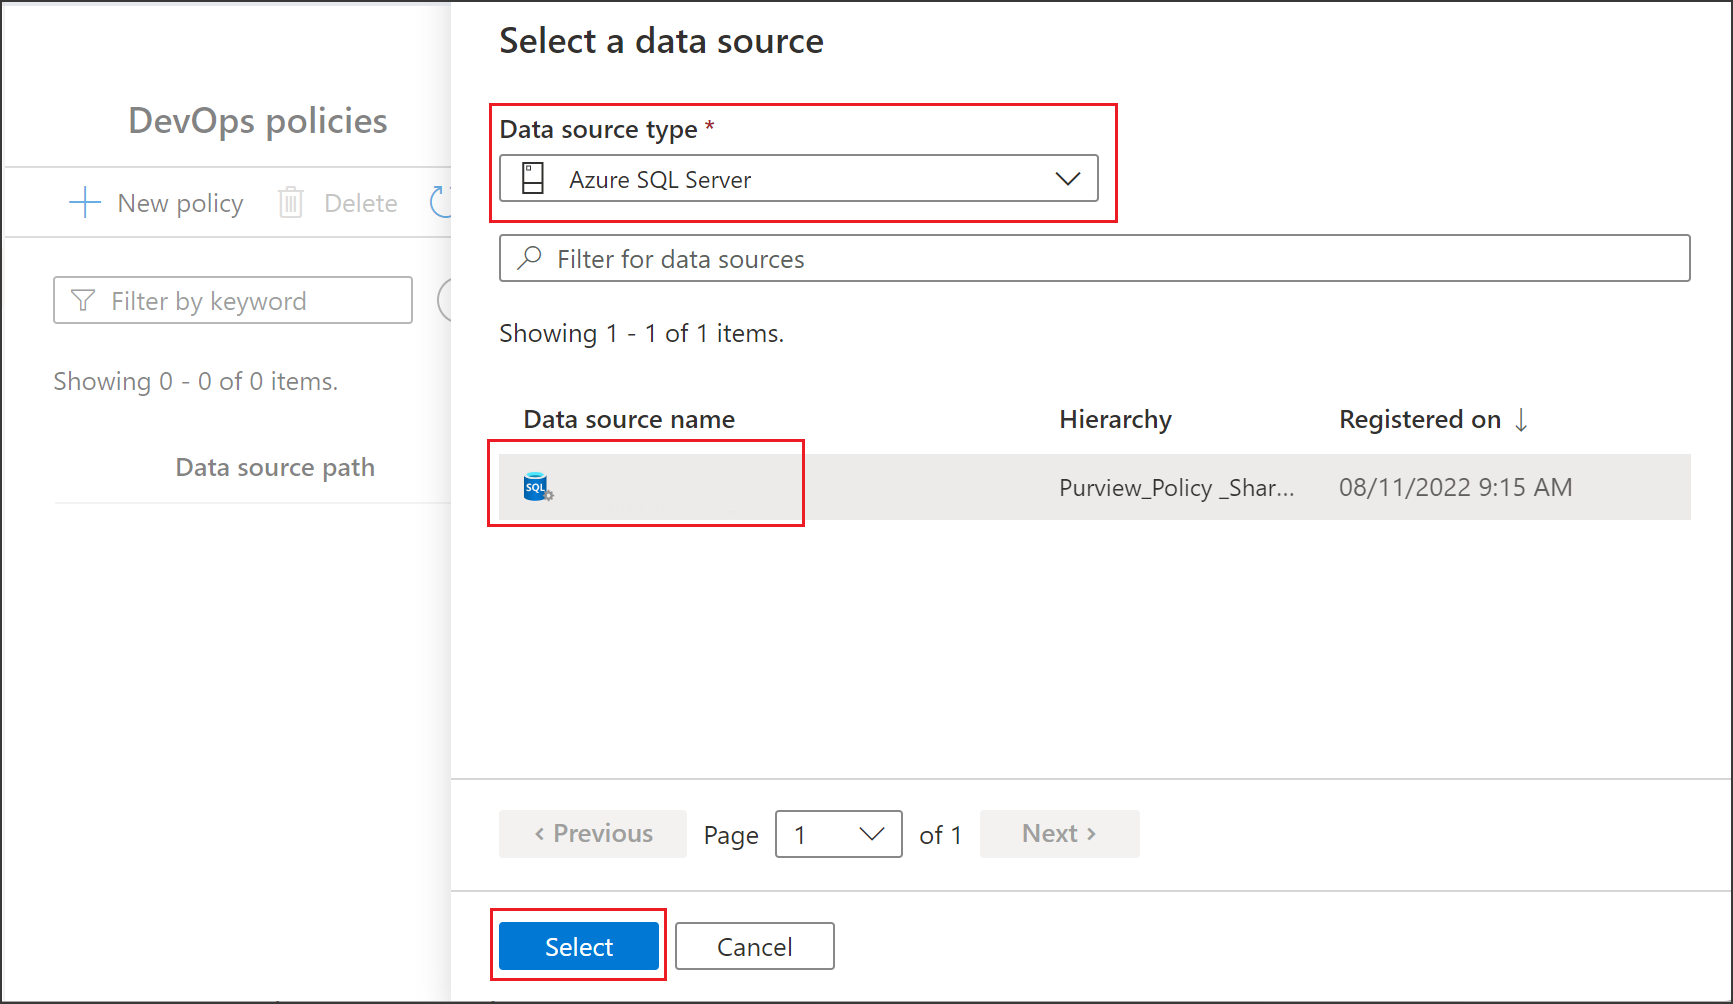 Select a data source
DevOps policies
Data source type *
Azure SQL Server
New policy
Delete
Filter for data sources
Filter by keyword
Showing 1 - 1 of 1 items.
Showing 0 - 0 of 0 items.
Data source name Hierarchy Registered on ↓
Data source path
SQL
Purview_Policy _Shar... 08/11/2022 9:15 AM
‹ Previous Page 1 of 1 Next ›
Select Cancel